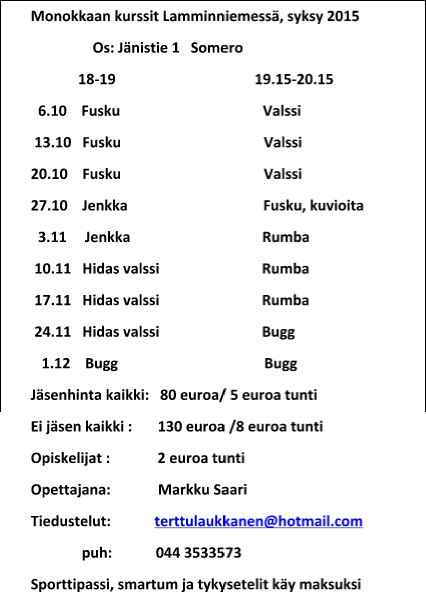 Monokkaan kurssit Lamminniemessä, syksy 2015
Os: Jänistie 1 Somero
18-19 19.15-20.15
6.10 Fusku Valssi
13.10 Fusku Valssi
20.10 Fusku Valssi
27.10 Jenkka Fusku, kuvioita
3.11 Jenkka Rumba
10.11 Hidas valssi Rumba
17.11 Hidas valssi Rumba
24.11 Hidas valssi Bugg
1.12 Bugg Bugg
Jäsenhinta kaikki: 80 euroa/ 5 euroa tunti
Ei jäsen kaikki : 130 euroa /8 euroa tunti
Opiskelijat : 2 euroa tunti
Opettajana: Markku Saari
Tiedustelut: terttulaukkanen@hotmail.com
puh: 044 3533573
Sporttipassi, smartum ja tykysetelit käy maksuksi